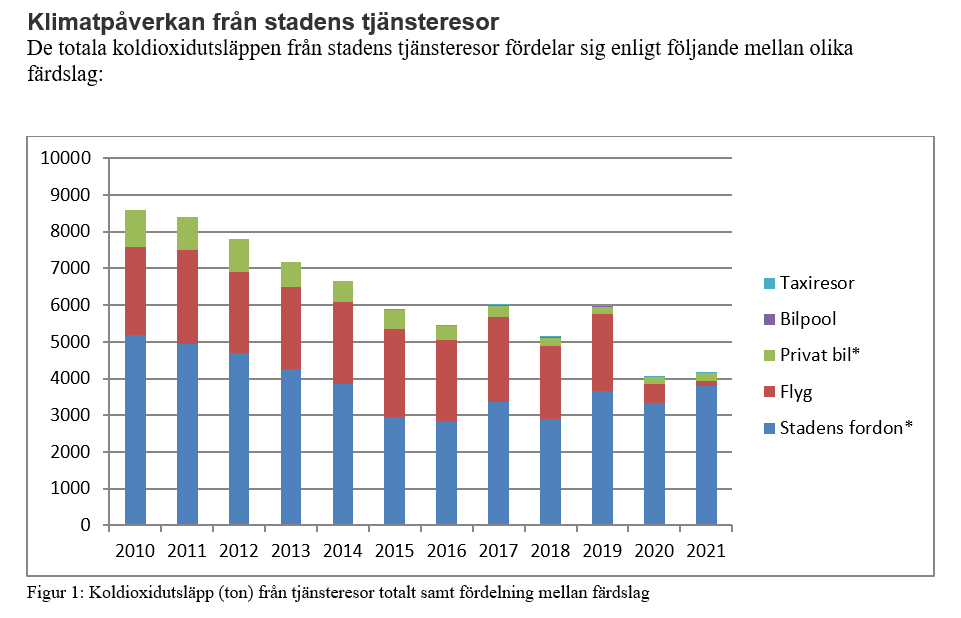 Klimatpåverkan från stadens tjänsteresor
De totala koldioxidutsläppen från stadens tjänsteresor fördelar sig enligt följande mellan olika
färdslag:
10000
9000
8000
7000
6000
5000
4000
3000
2000
1000
0
2010 2011 2012 2013 2014 2015 2016 2017 2018 2019 2020 2021
Taxiresor
Bilpool
Privat bil*
Flyg
Stadens fordon*
Figur 1: Koldioxidutsläpp (ton) från tjänsteresor totalt samt fördelning mellan färdslag